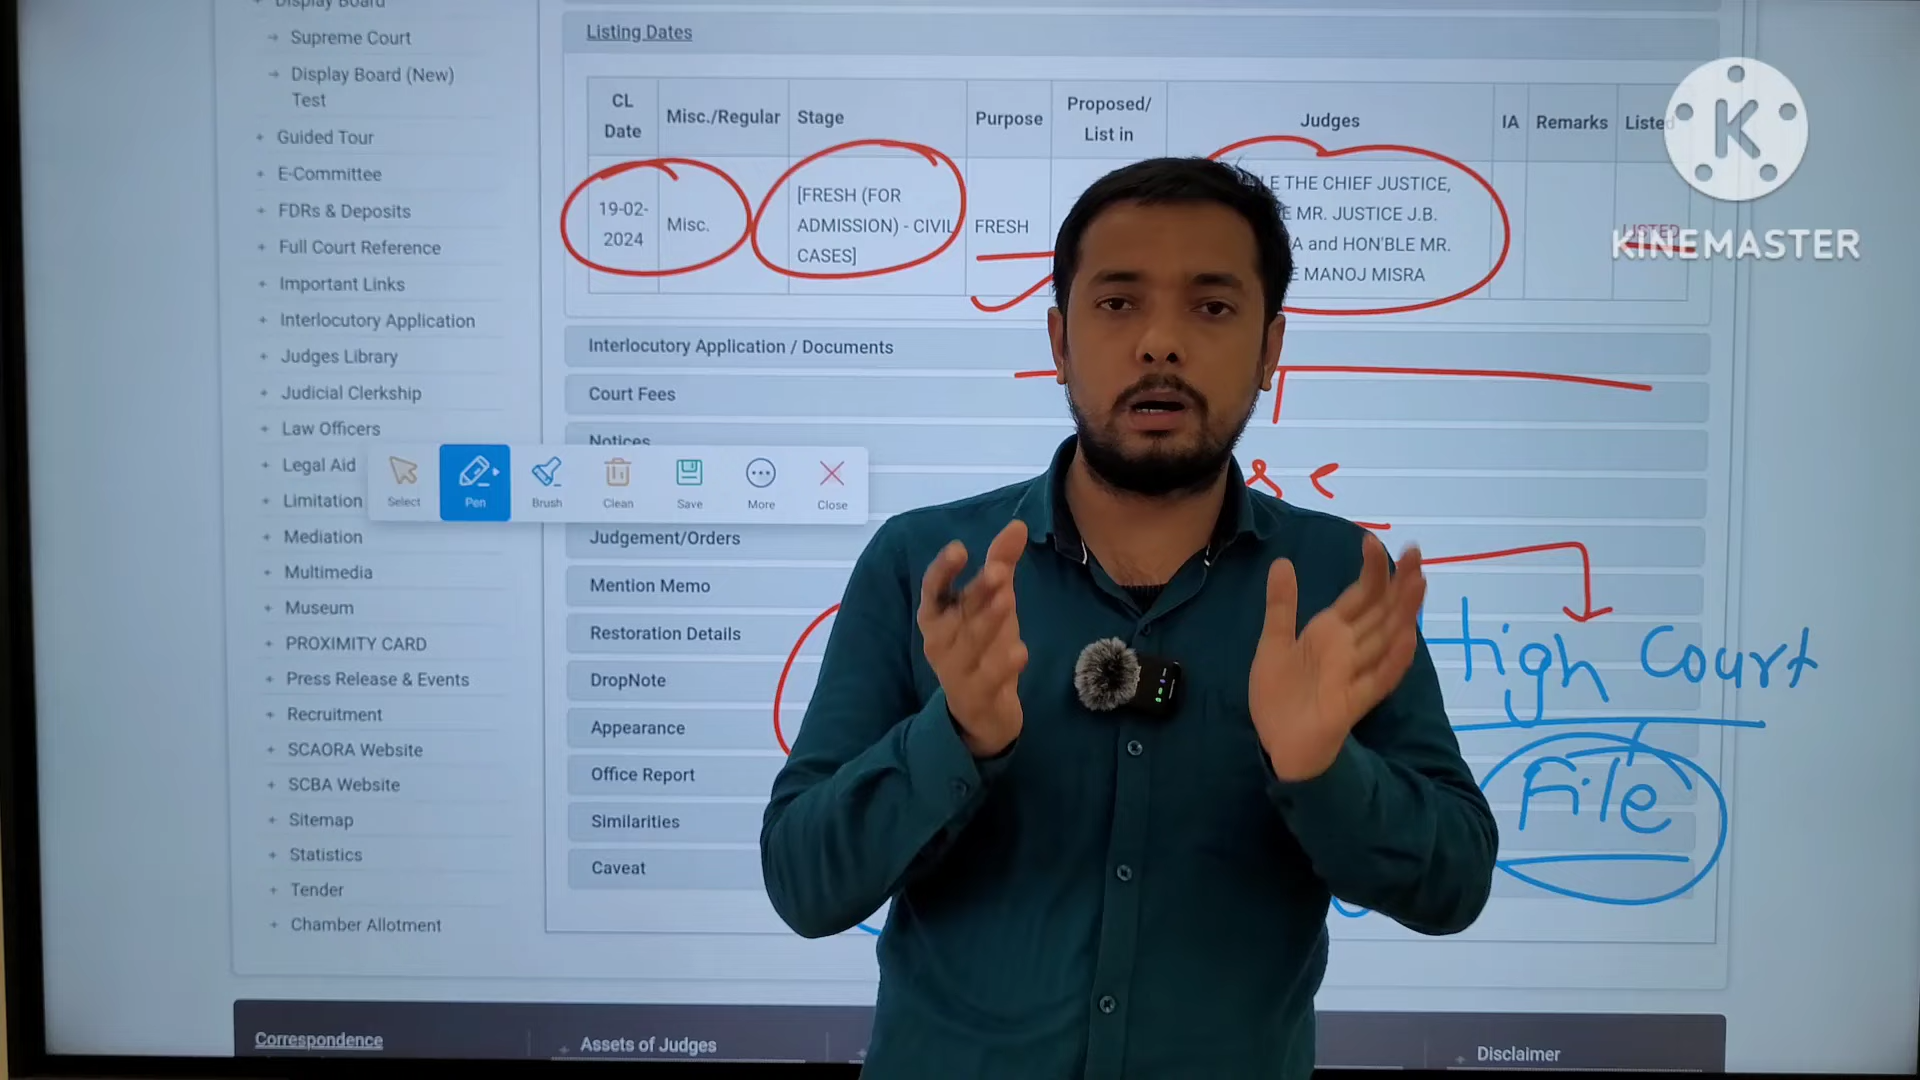 Display Board
Supreme Court
Display Board (New)
Test
Guided Tour
E-Committee
FDRs & Deposits
Full Court Reference
Important Links
Interlocutory Application
Judges Library
Judicial Clerkship
Law Officers
Legal Aid
Limitation
Mediation
Multimedia
Museum
PROXIMITY CARD
Press Release & Events
Recruitment
SCAORA Website
SCBA Website
Sitemap
Statistics
Tender
Chamber Allotment
Listing Dates
CL
Date
Misc./Regular
Stage
Purpose
Proposed/
List in
Judges
IA
Remarks
Listed
19-02-
2024
Misc.
[FRESH (FOR
ADMISSION) - CIVIL
CASES]
FRESH
THE CHIEF JUSTICE,
MR. JUSTICE J.B.
and HON'BLE MR.
MANOJ MISRA
LISTED
K
KINEMASTER
Interlocutory Application / Documents
Court Fees
Notices
Select
Pen
Brush
Clean
Save
More
Close
Judgement/Orders
Mention Memo
Restoration Details
DropNote
Appearance
Office Report
Similarities
Caveat
High Court
File
Correspondence
Assets of Judges
Disclaimer